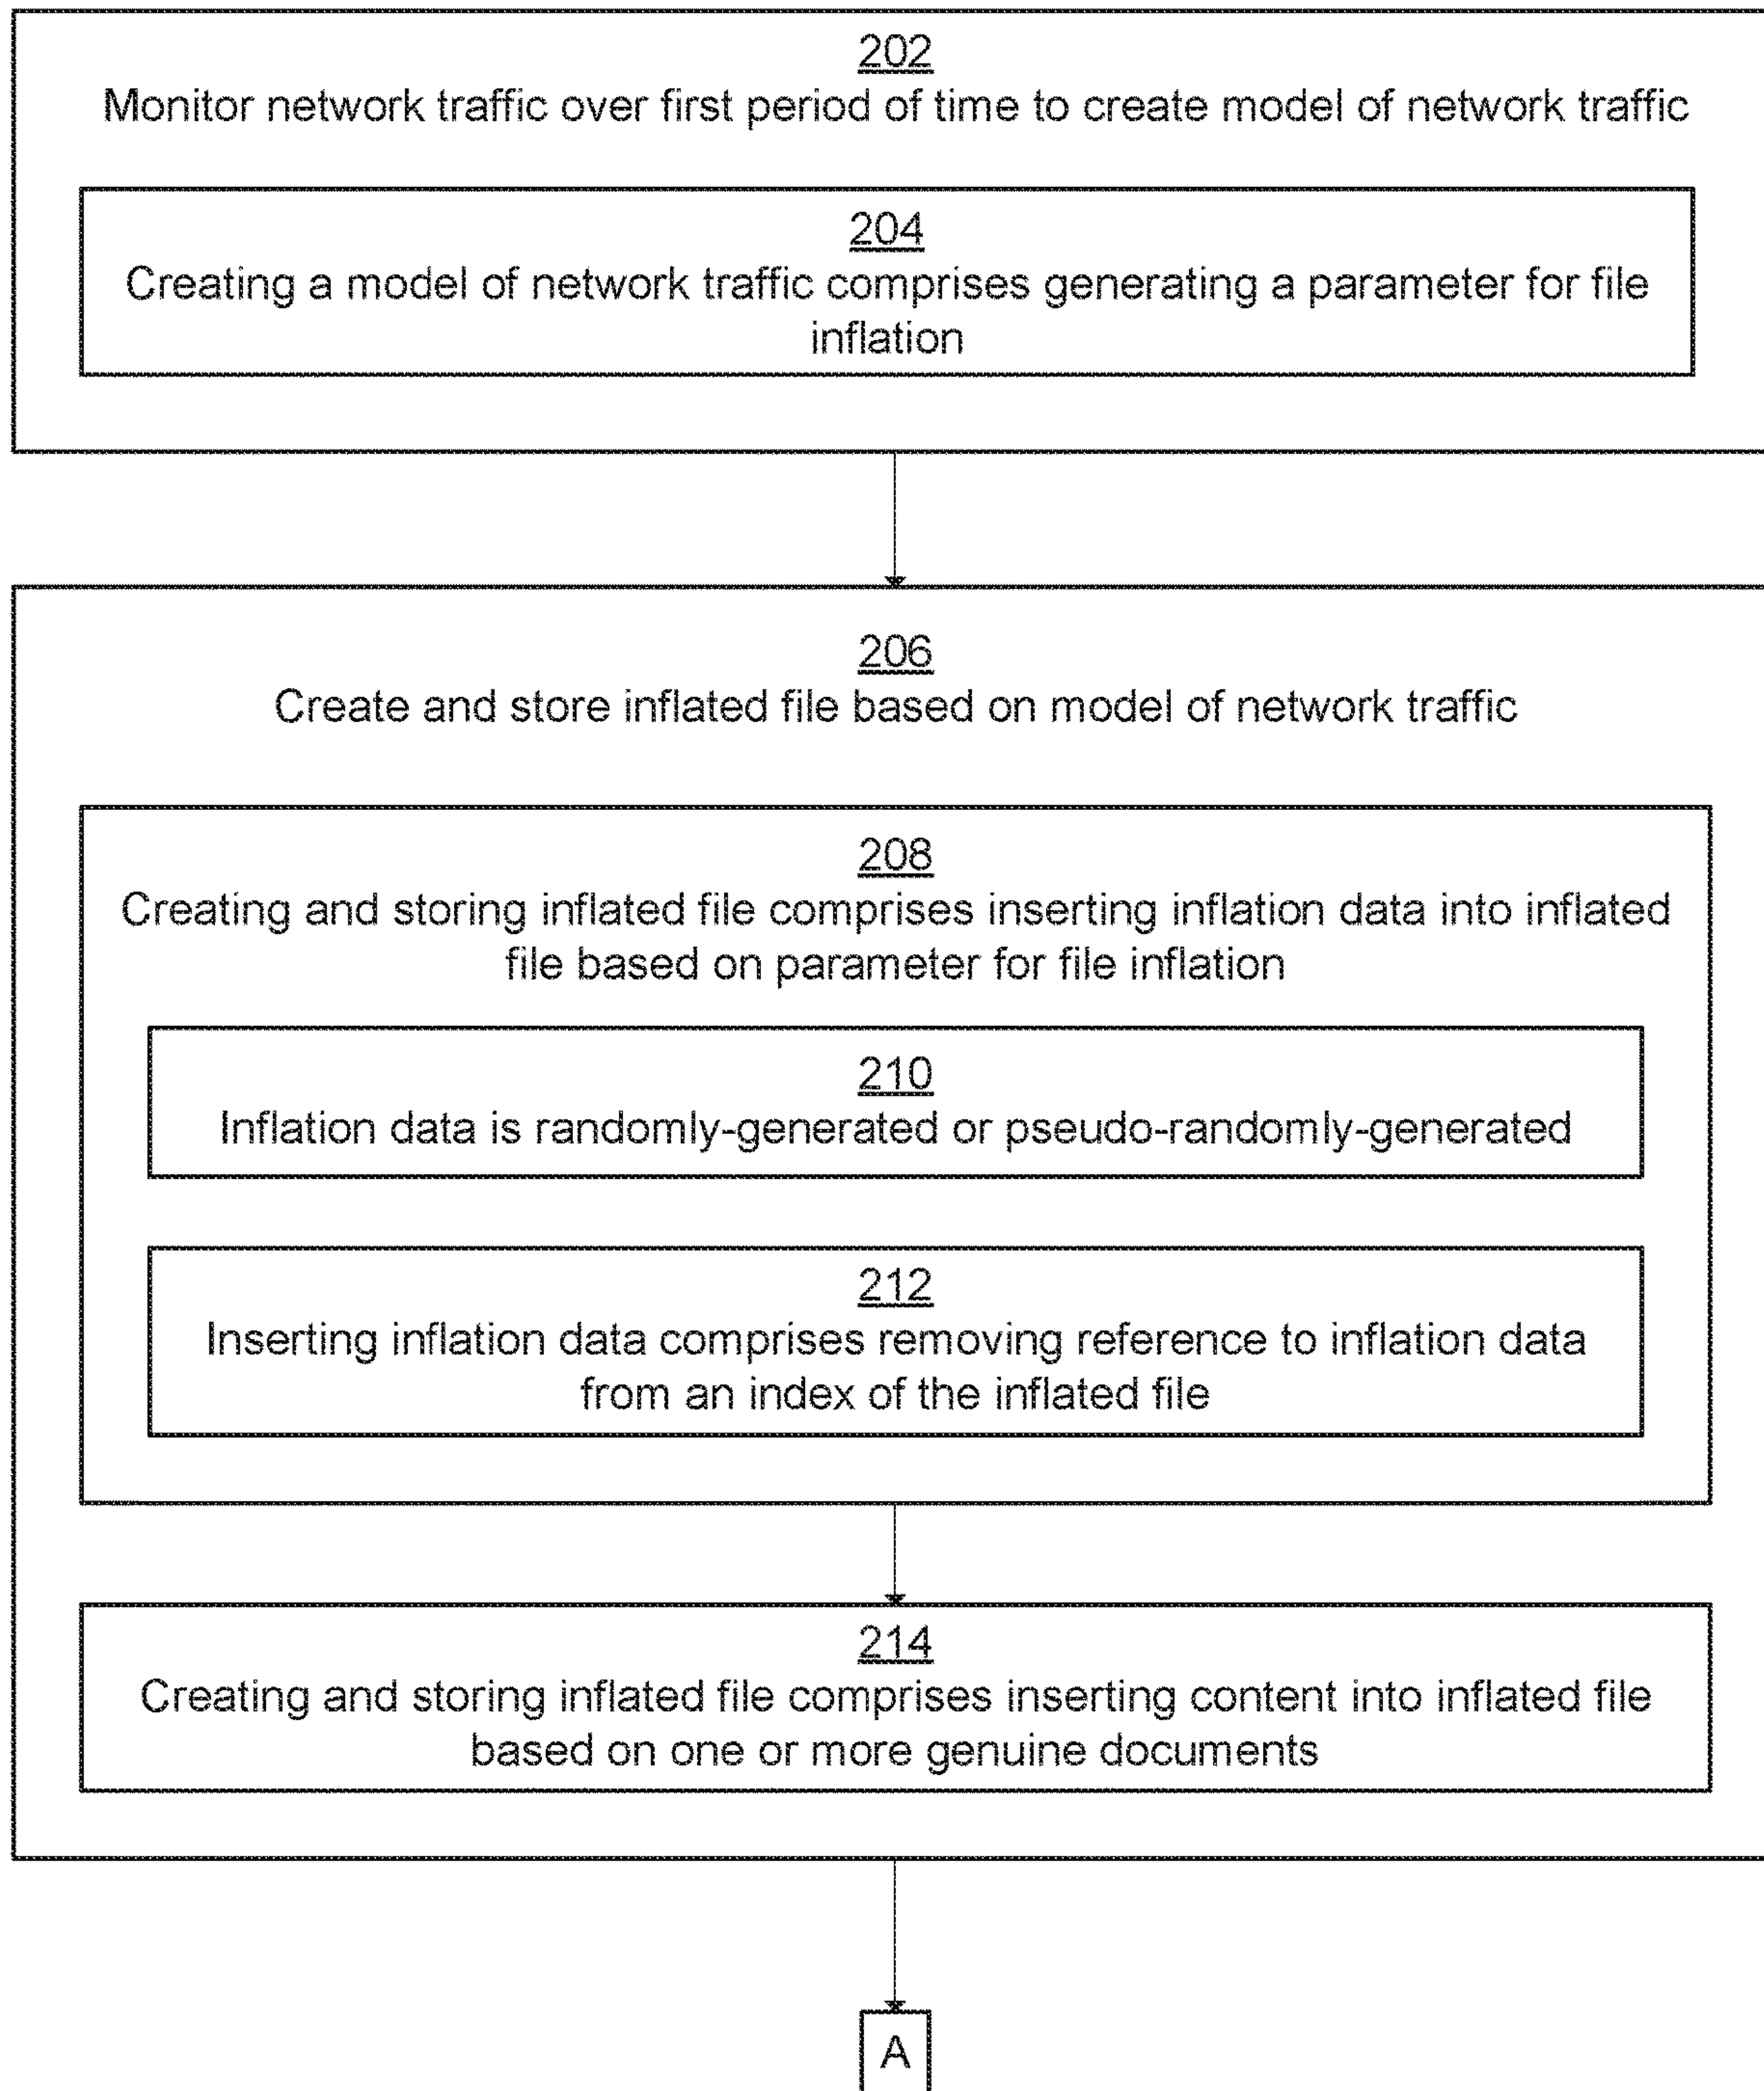 202
Monitor network traffic over first period of time to create model of network traffic
204
Creating a model of network traffic comprises generating a parameter for file
inflation
206
Create and store inflated file based on model of network traffic
208
Creating and storing inflated file comprises inserting inflation data into inflated
file based on parameter for file inflation
210
Inflation data is randomly-generated or pseudo-randomly-generated
212
Inserting inflation data comprises removing reference to inflation data
from an index of the inflated file
214
Creating and storing inflated file comprises inserting content into inflated file
based on one or more genuine documents
A